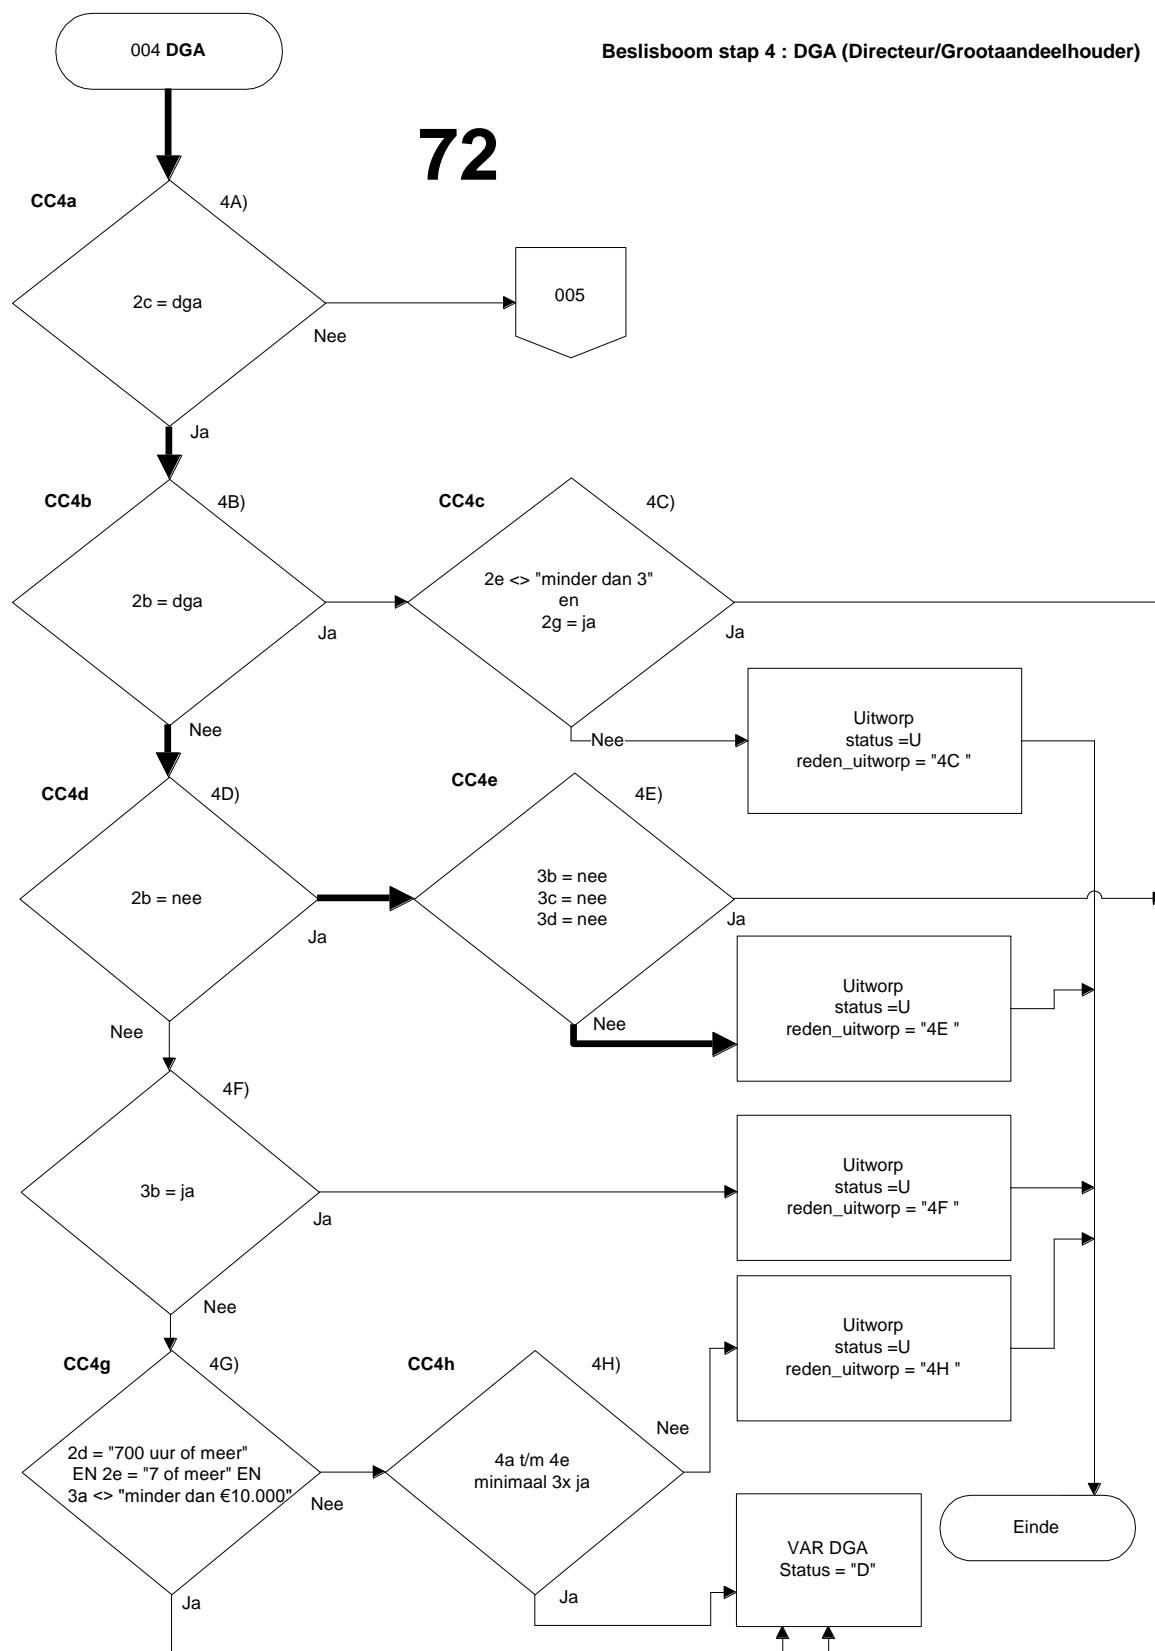 004 DGA
Beslisboom stap 4 : DGA (Directeur/Grootaandeelhouder)
72
CC4a
4A)
2c = dga
Nee
005
Ja
CC4b
4B)
2b = dga
Ja
CC4c
4C)
2e <> "minder dan 3"
en
2g = ja
Ja
Nee
Nee
Uitworp
status =U
reden_uitworp = "4C "
CC4d
4D)
2b = nee
Ja
CC4e
4E)
3b = nee
3c = nee
3d = nee
Ja
Nee
Nee
Uitworp
status =U
reden_uitworp = "4E "
4F)
3b = ja
Ja
Uitworp
status =U
reden_uitworp = "4F "
Nee
CC4g
4G)
2d = "700 uur of meer"
EN 2e = "7 of meer" EN
3a <> "minder dan €10.000"
Nee
CC4h
4H)
4a t/m 4e
minimaal 3x ja
Nee
Uitworp
status =U
reden_uitworp = "4H "
Ja
Ja
VAR DGA
Status = "D"
Einde